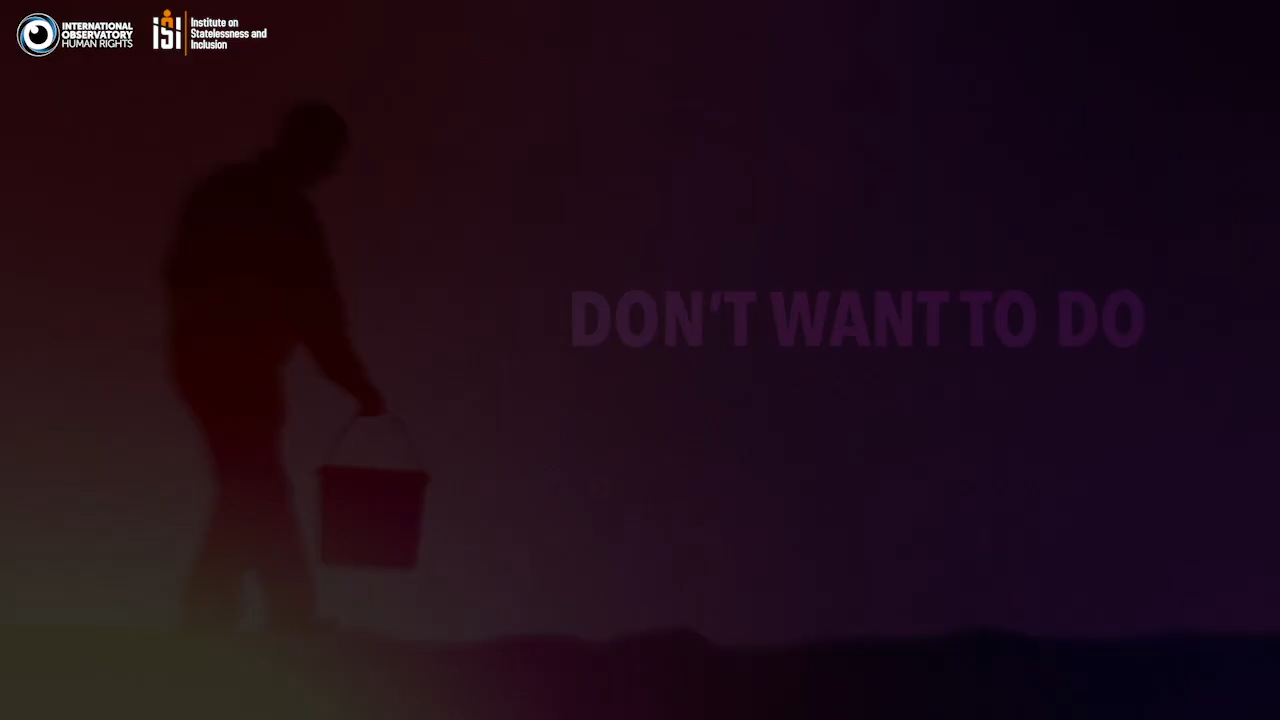 INTERNATIONAL
OBSERVATORY
HUMAN RIGHTS
iSi
Institute on
Statelessness and
Inclusion
DON'T WANT TO DO